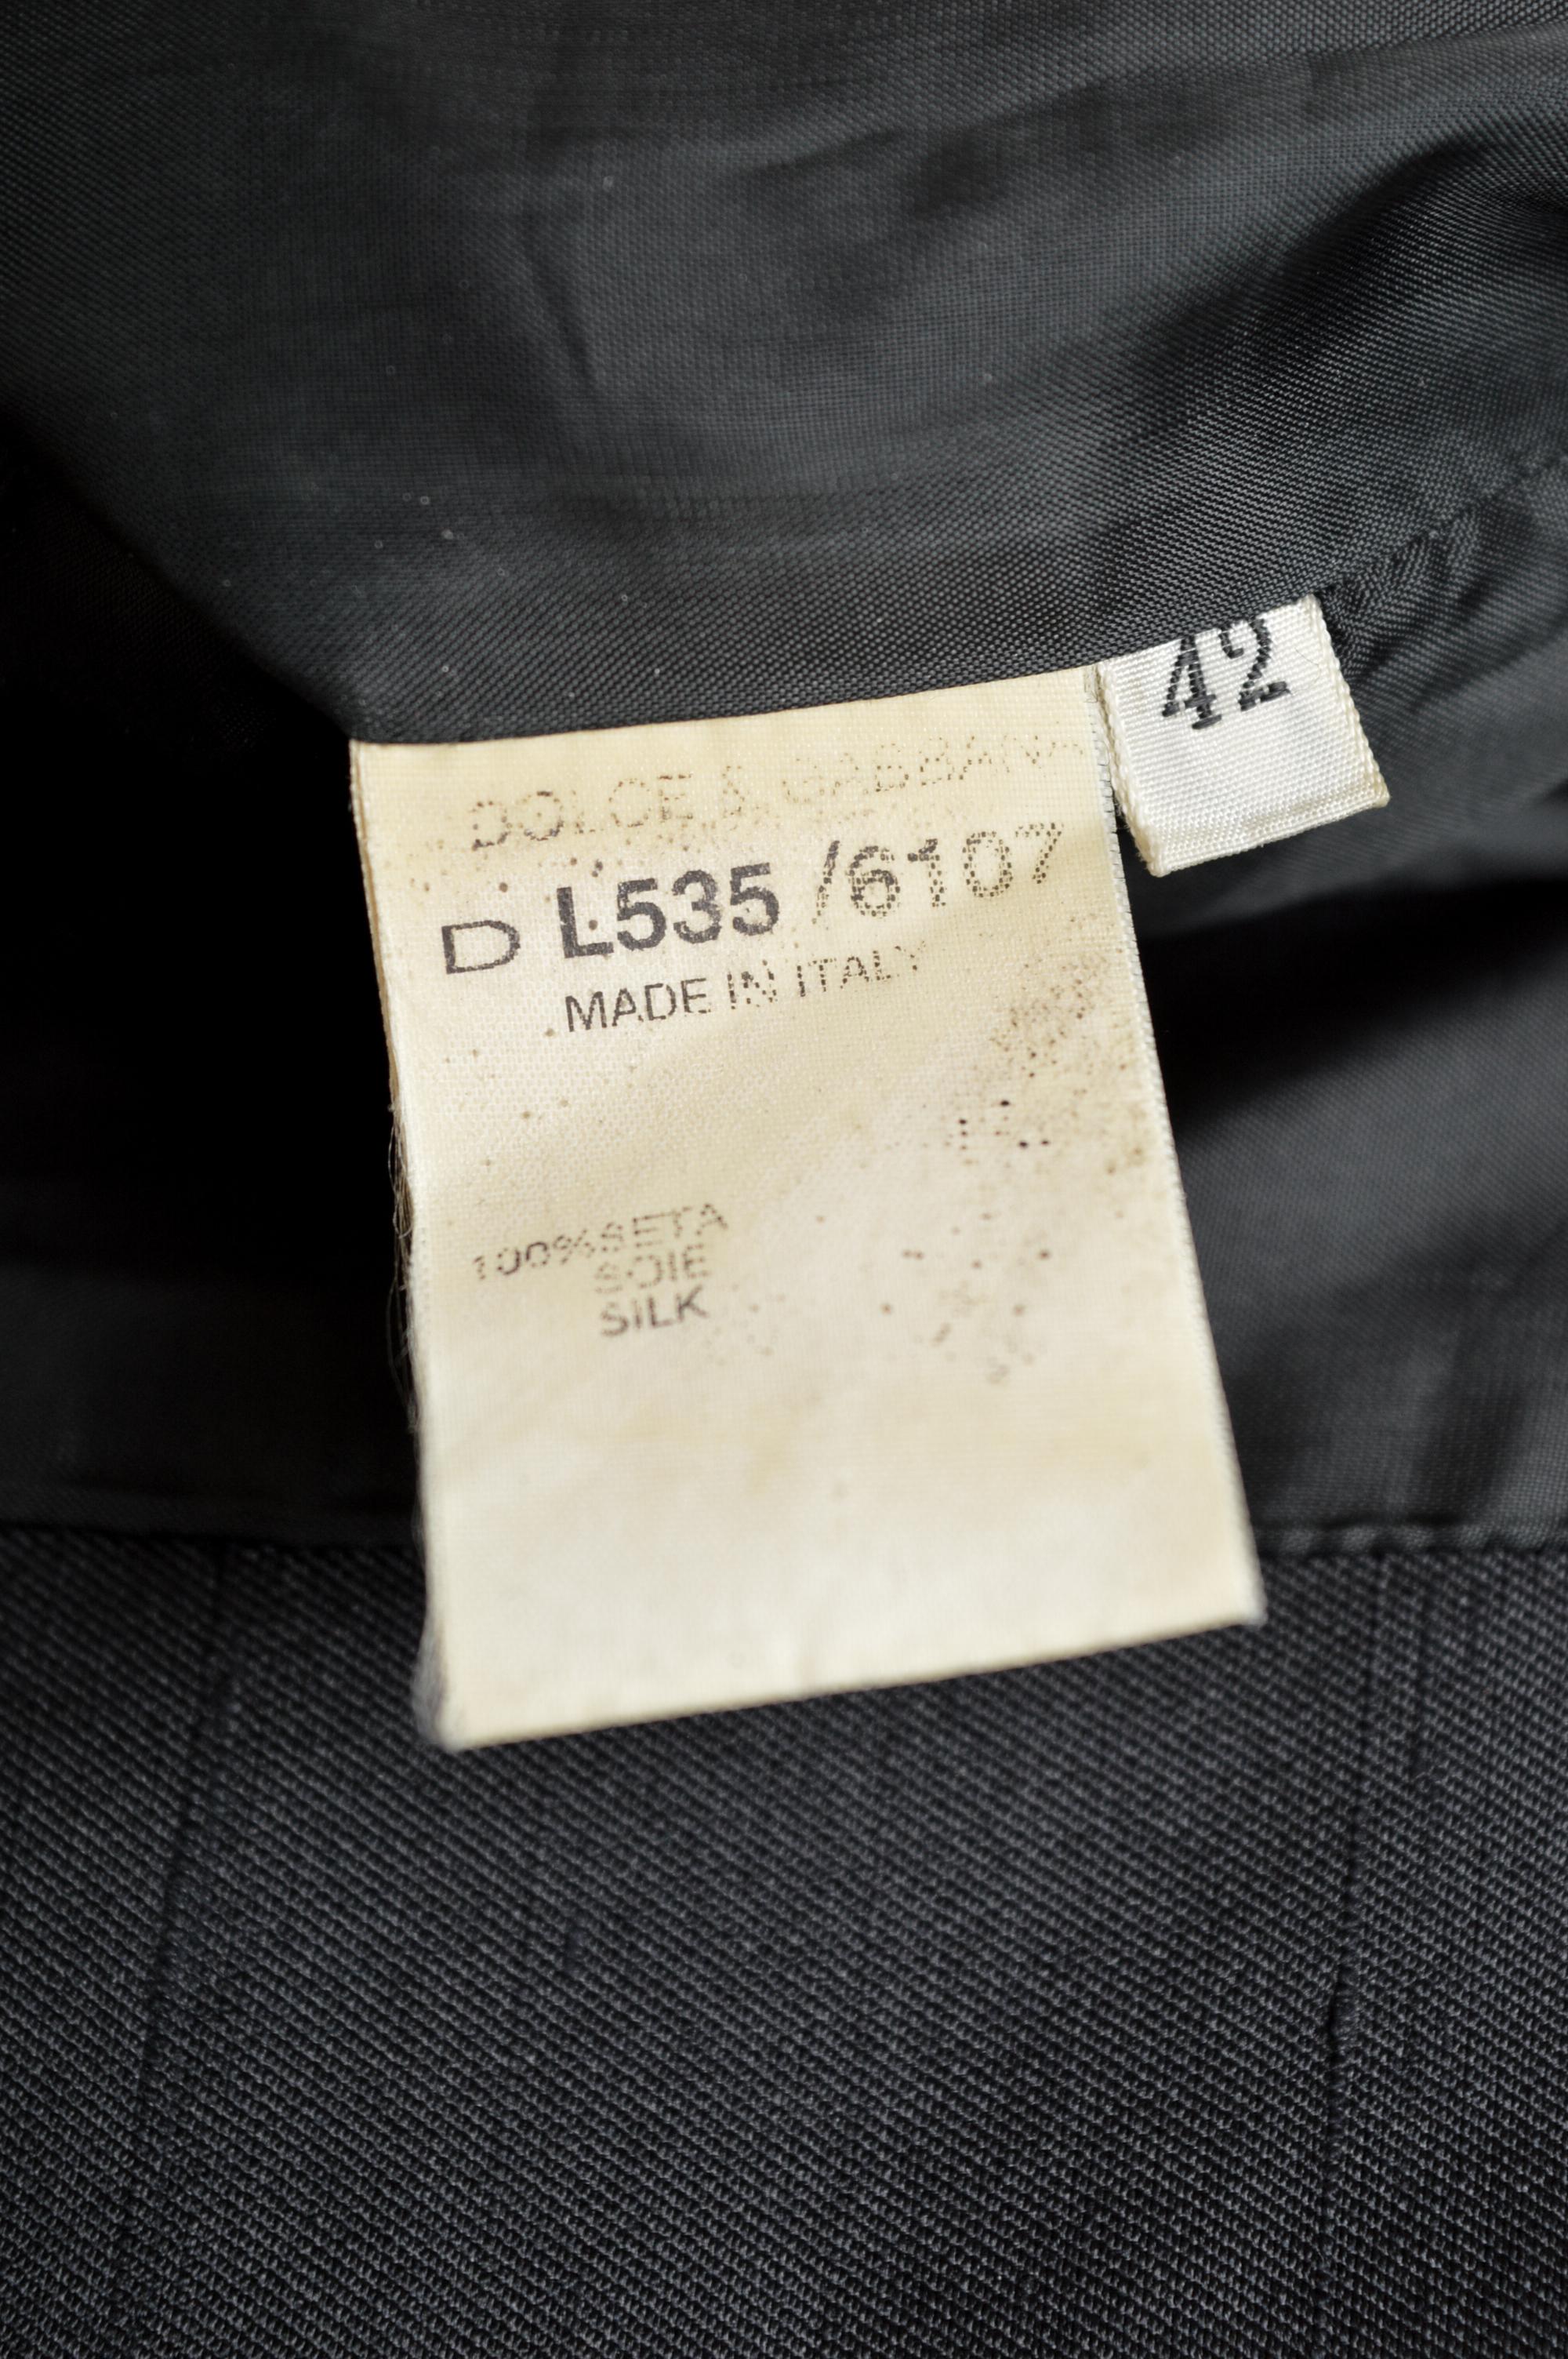 42
DOLCE & GABBANA
D L535 /6107
MADE IN ITALY
100% SETA
SOIE
SILK